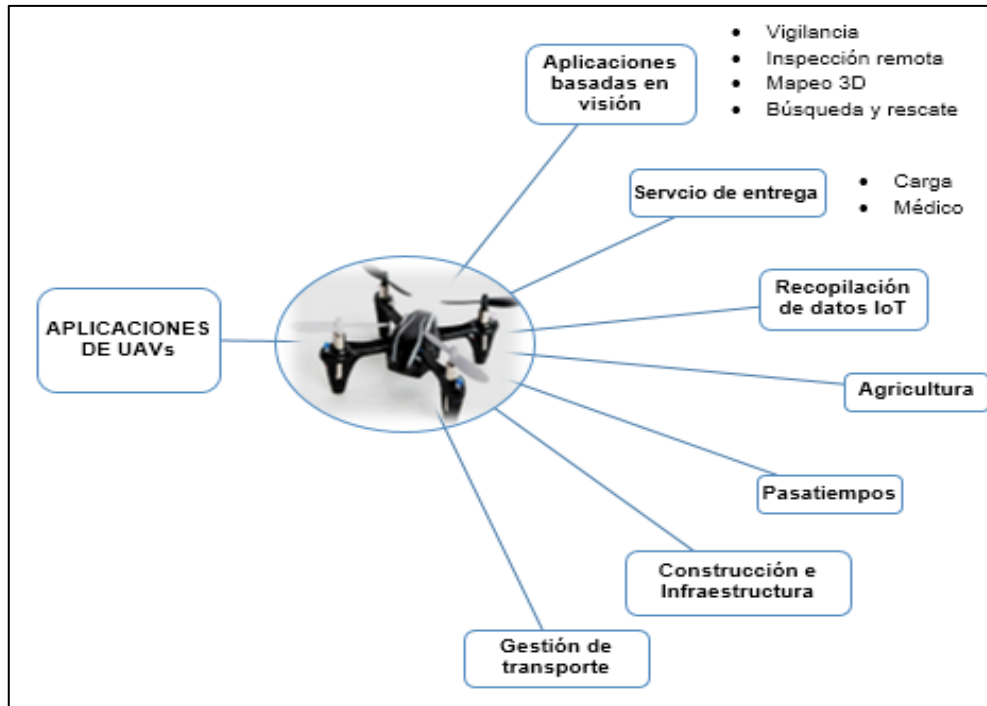 Aplicaciones
basadas en
visión
• Vigilancia
• Inspección remota
• Mapeo 3D
• Búsqueda y rescate
Servcio de entrega
• Carga
• Médico
APLICACIONES
DE UAVs
Recopilación
de datos IoT
Agricultura
Pasatiempos
Construcción e
Infraestructura
Gestión de
transporte